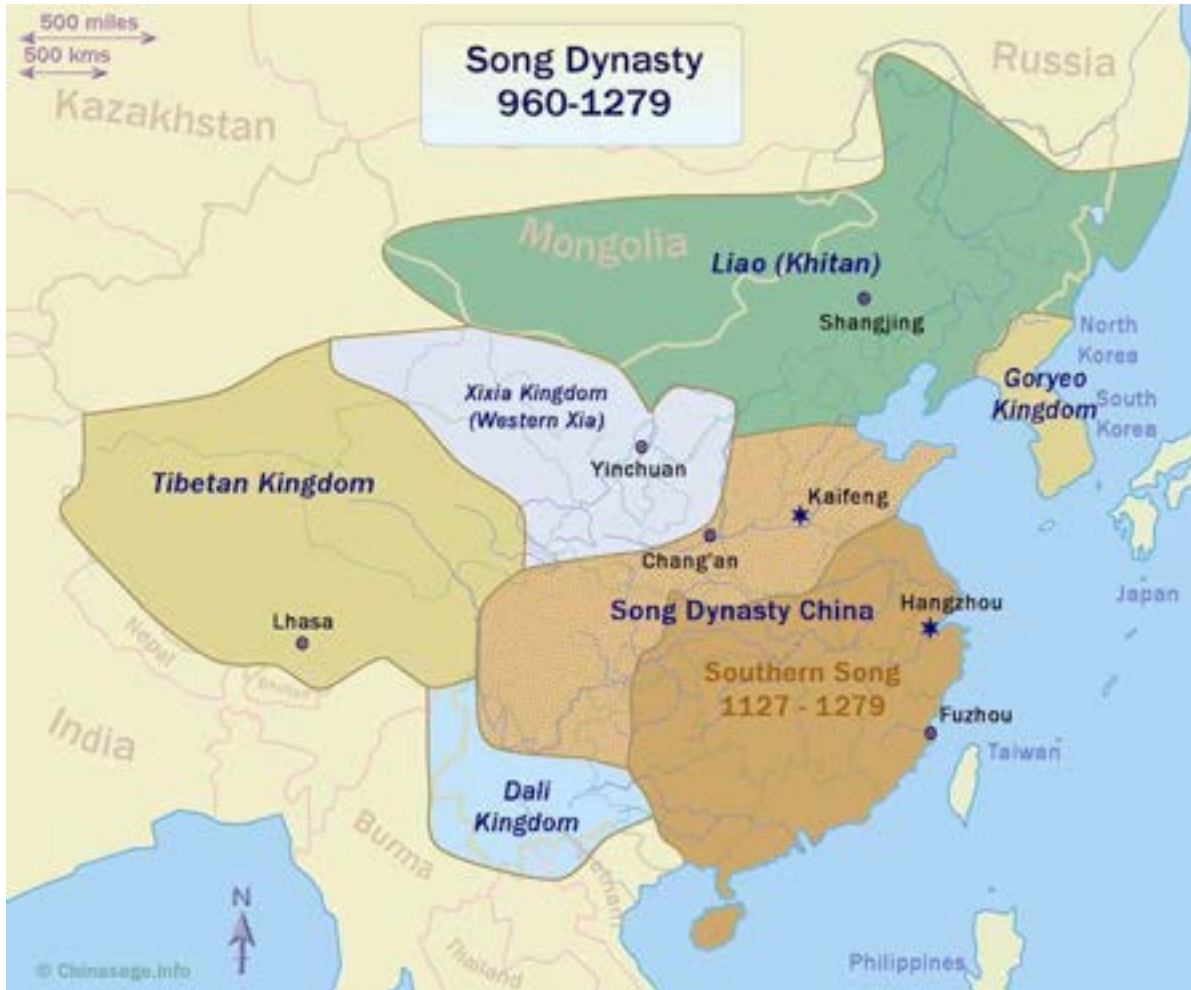 500 miles
500 kms
Song Dynasty
960-1279
Russia
Kazakhstan
Mongolia
Liao (Khitan)
Shangjing
North
Korea
Goryeo
Kingdom
South
Korea
Xixia Kingdom
(Western Xia)
Yinchuan
Tibetan Kingdom
Kaifeng
Chang'an
Japan
Song Dynasty China
Hangzhou
Lhasa
Nepal
Bhutan
Southern Song
1127 - 1279
Fuzhou
India
Taiwan
Dali
Kingdom
Burma
Vietnam
N
Thailand
Philippines
© Chinasage.info